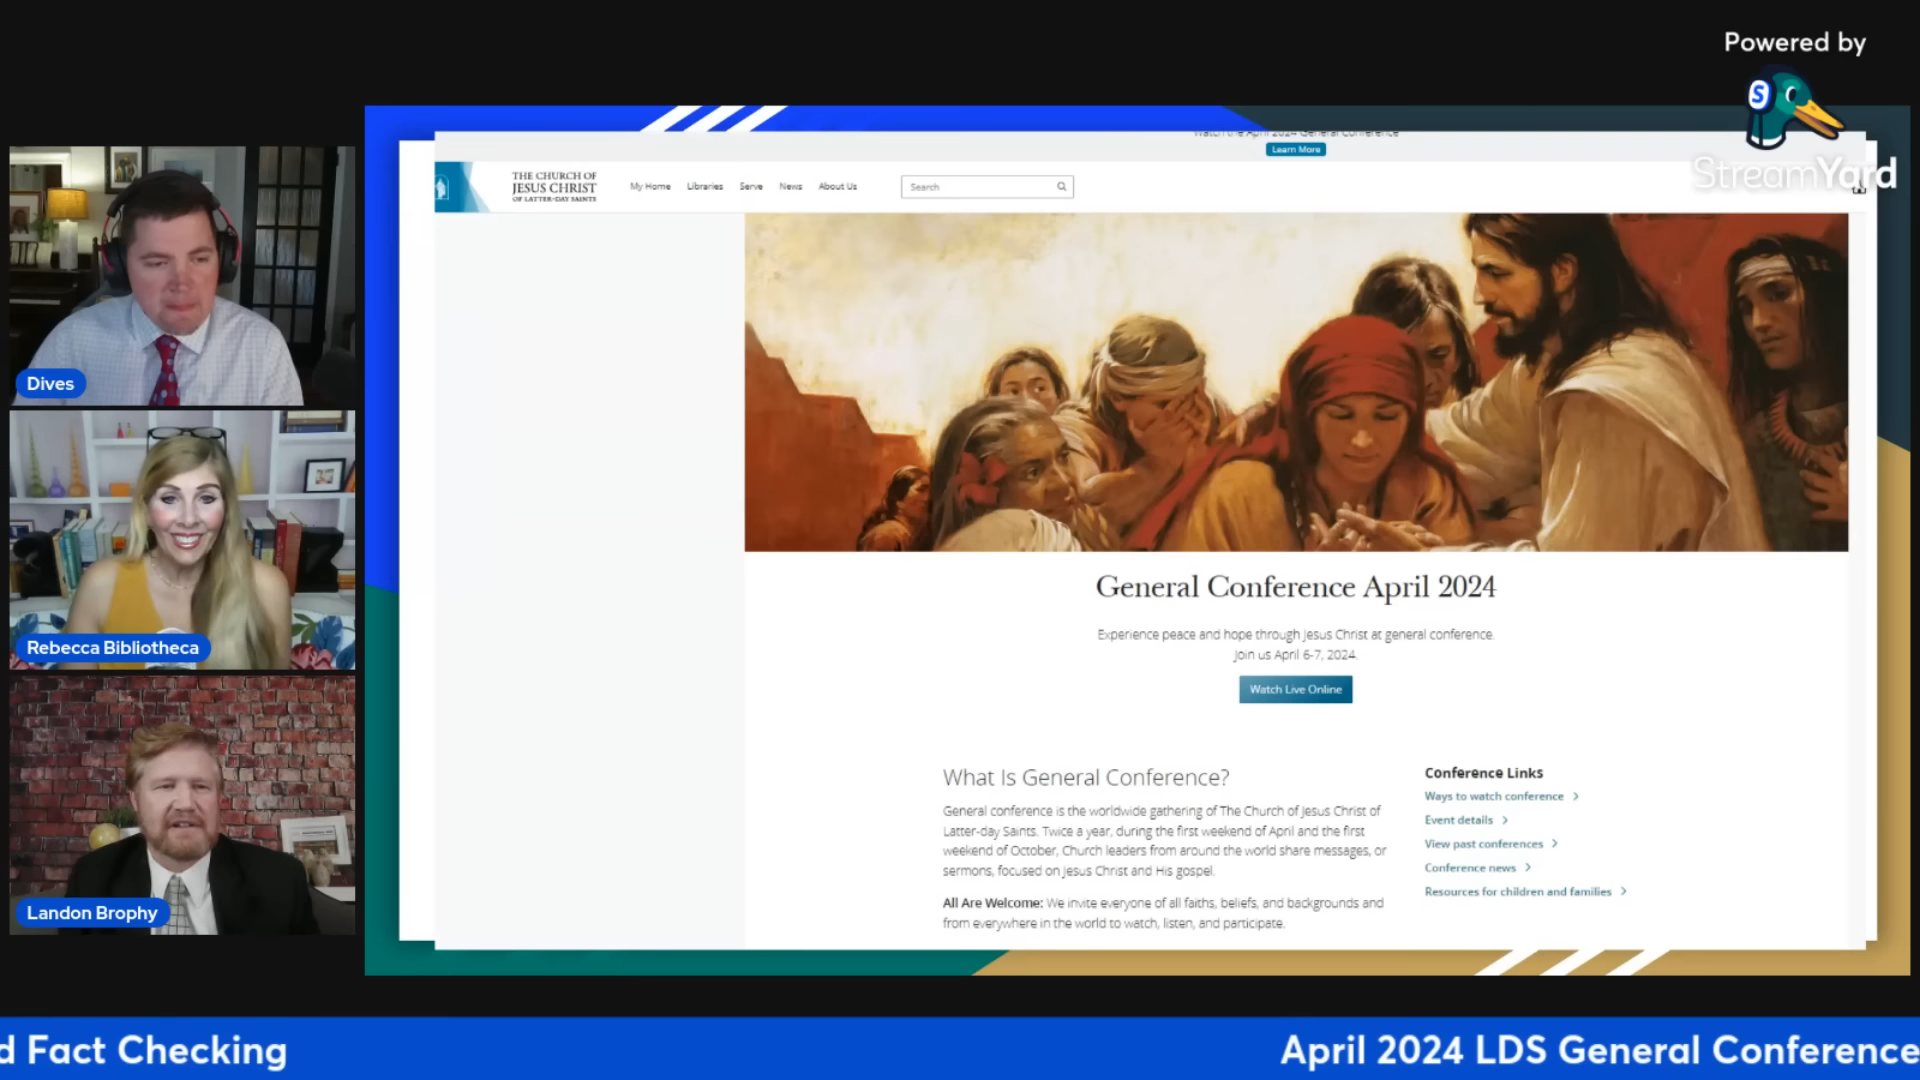 Powered by
S
StreamYard
Watch the April 2024 General Conference
Learn More
THE CHURCH OF
JESUS CHRIST
OF LATTER-DAY SAINTS
My Home Libraries Serve News About Us
Search
Dives
Rebecca Bibliotheca
Landon Brophy
General Conference April 2024
Experience peace and hope through Jesus Christ at general conference.
Join us April 6-7, 2024.
Watch Live Online
What Is General Conference?
General conference is the worldwide gathering of The Church of Jesus Christ of
Latter-day Saints. Twice a year, during the first weekend of April and the first
weekend of October, Church leaders from around the world share messages, or
sermons, focused on Jesus Christ and His gospel.
All Are Welcome: We invite everyone of all faiths, beliefs, and backgrounds and
from everywhere in the world to watch, listen, and participate.
Conference Links
Ways to watch conference >
Event details >
View past conferences >
Conference news >
Resources for children and families >
d Fact Checking
April 2024 LDS General Conference